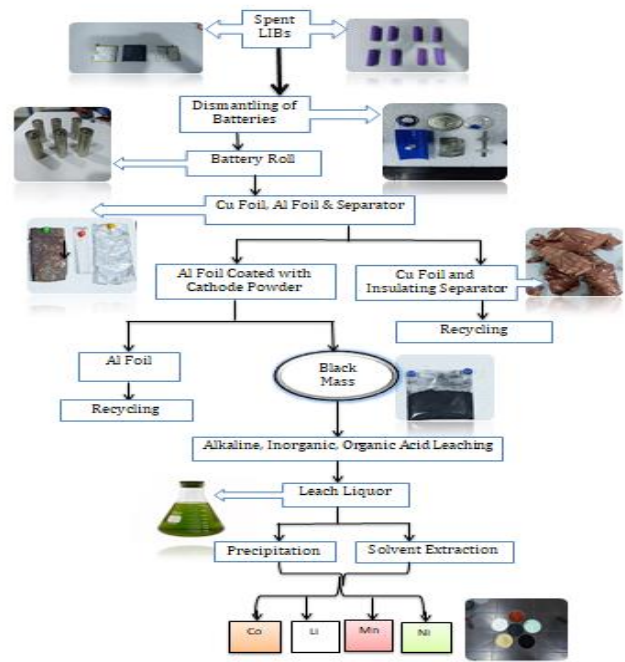 Spent
LIBs
Dismantling of
Batteries
Battery Roll
Cu Foil, Al Foil & Separator
Al Foil Coated with
Cathode Powder
Cu Foil and
Insulating Separator
Recycling
Al Foil
Recycling
Black
Mass
Alkaline, Inorganic, Organic Acid Leaching
Leach Liquor
Precipitation
Solvent Extraction
Co
Li
Mn
Ni